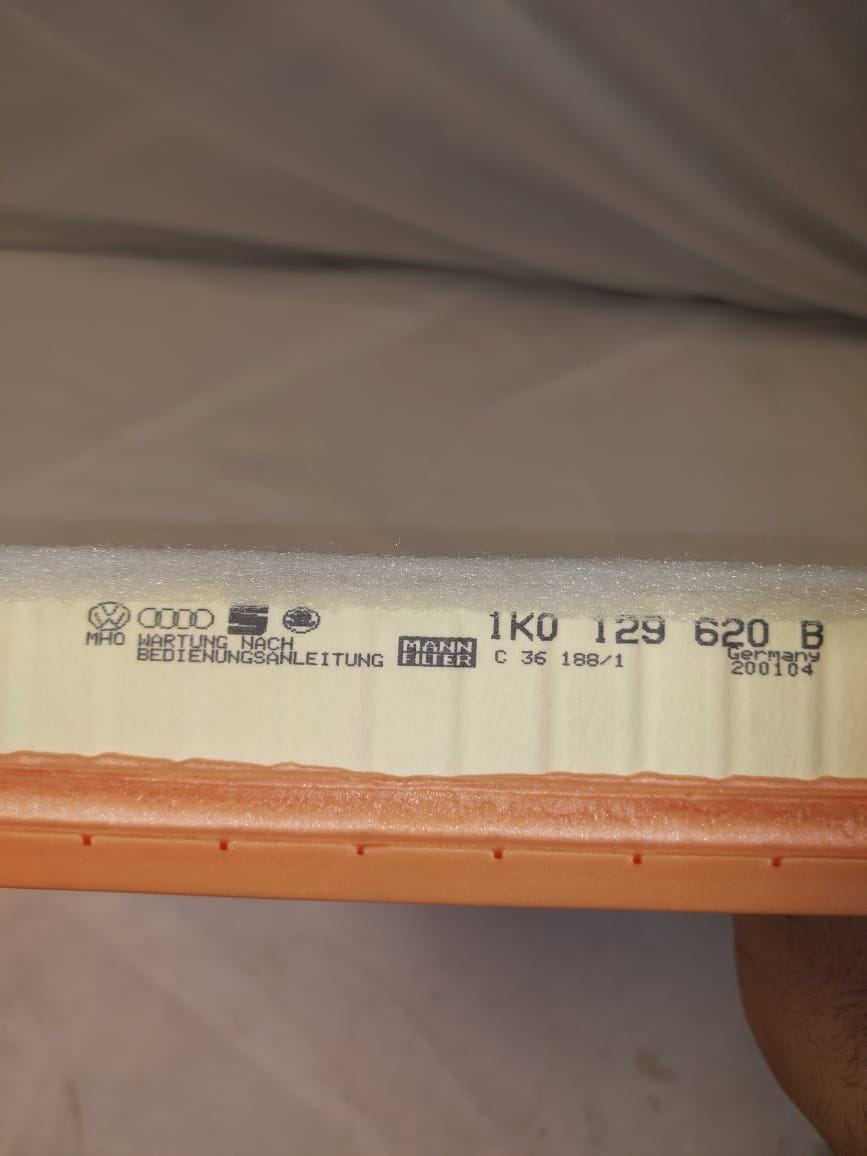 MHO WARTUNG NACH
BEDIENUNGSANLEITUNG
MANN
FILTER
1K0 129 620 B
C 36 188/1
Germany
200104